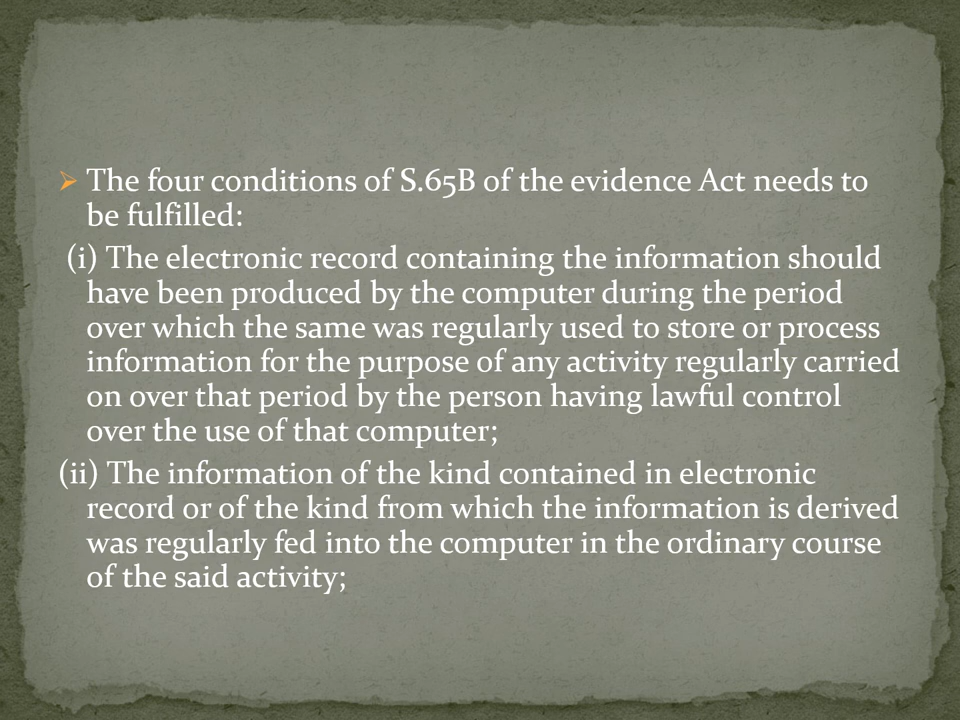 The four conditions of S.65B of the evidence Act needs to
be fulfilled:
(i) The electronic record containing the information should
have been produced by the computer during the period
over which the same was regularly used to store or process
information for the purpose of any activity regularly carried
on over that period by the person having lawful control
over the use of that computer;
(ii) The information of the kind contained in electronic
record or of the kind from which the information is derived
was regularly fed into the computer in the ordinary course
of the said activity;